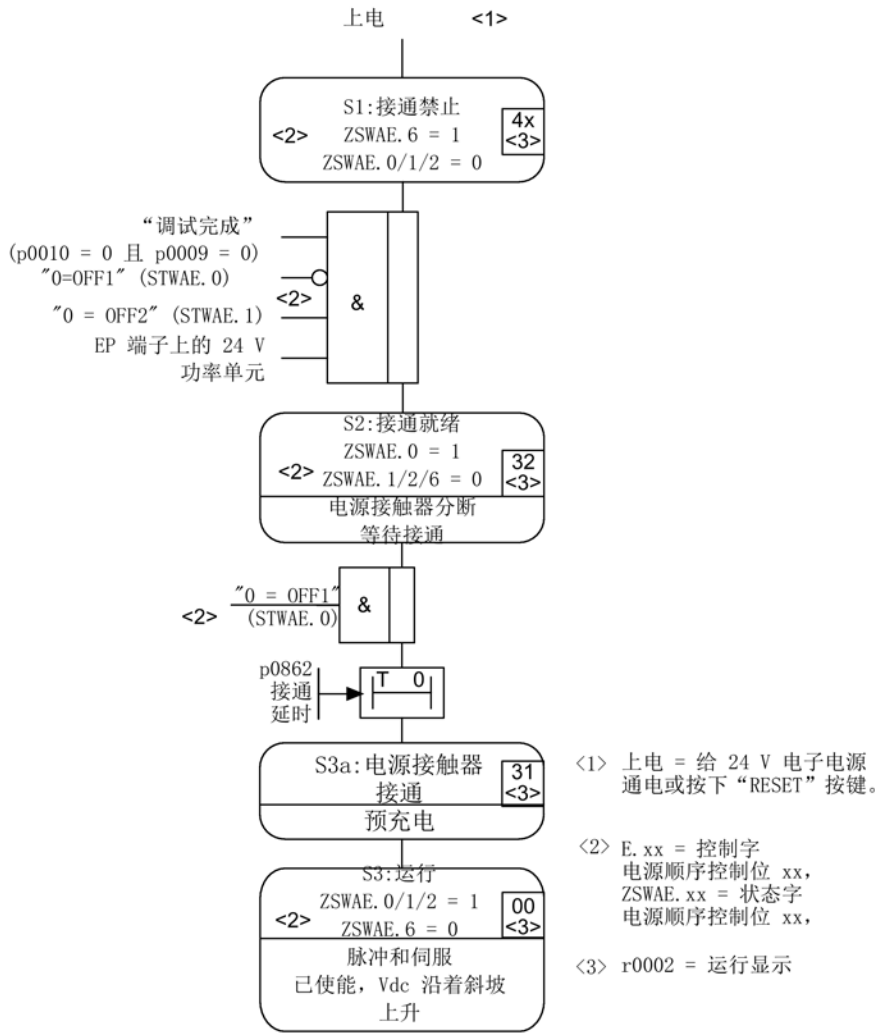 上电 <1>
S1:接通禁止
<2> ZSWAE.6 = 1
ZSWAE.0/1/2 = 0
4x
<3>
“调试完成”
(p0010 = 0 且 p0009 = 0)
"0=OFF1" (STWAE.0)
<2>
"0 = OFF2" (STWAE.1)
EP 端子上的 24 V
功率单元
&
S2:接通就绪
ZSWAE.0 = 1
<2> ZSWAE.1/2/6 = 0
32
<3>
电源接触器分断
等待接通
"0 = OFF1"
<2> (STWAE.0)
&
p0862
接通
延时
T 0
S3a:电源接触器
接通
31
<3>
预充电
S3:运行
ZSWAE.0/1/2 = 1
<2> ZSWAE.6 = 0
00
<3>
脉冲和伺服
已使能, Vdc 沿着斜坡
上升
<1> 上电 = 给 24 V 电子电源
通电或按下“RESET”按键。
<2> E.xx = 控制字
电源顺序控制位 xx,
ZSWAE.xx = 状态字
电源顺序控制位 xx,
<3> r0002 = 运行显示